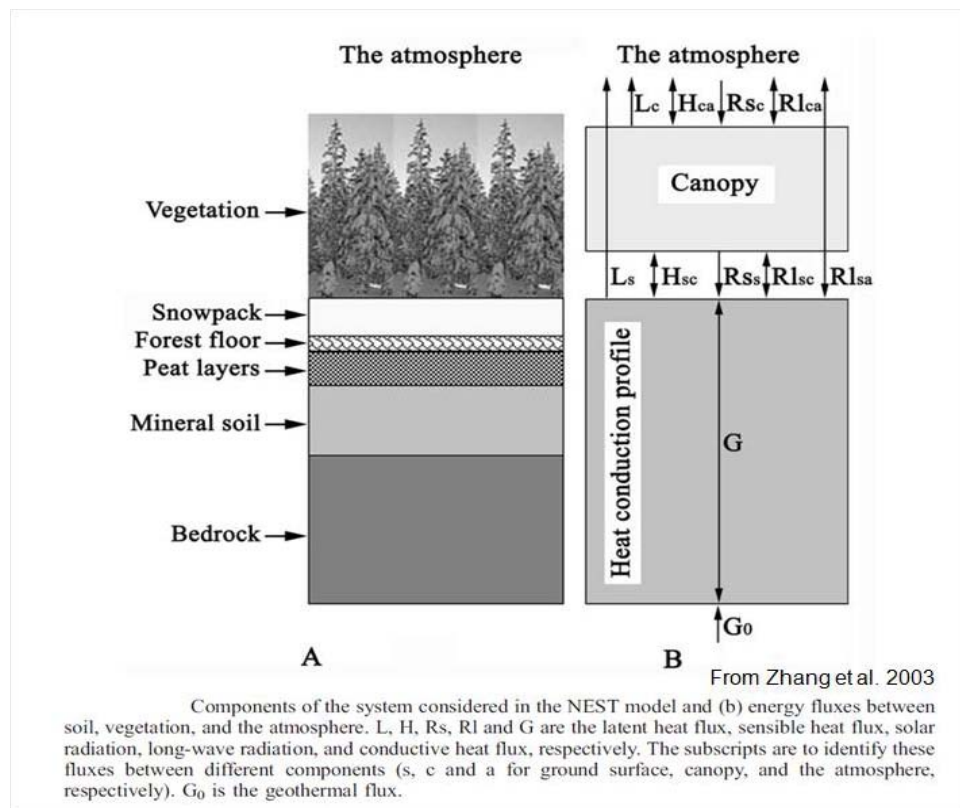 The atmosphere
Vegetation
Snowpack
Forest floor
Peat layers
Mineral soil
Bedrock
A
The atmosphere
Lc Hca Rsc Rlca
Canopy
Ls Hsc Rss Rlsc Rlsa
Heat conduction profile
G
G0
B
From Zhang et al. 2003
Components of the system considered in the NEST model and (b) energy fluxes between
soil, vegetation, and the atmosphere. L, H, Rs, Rl and G are the latent heat flux, sensible heat flux, solar
radiation, long-wave radiation, and conductive heat flux, respectively. The subscripts are to identify these
fluxes between different components (s, c and a for ground surface, canopy, and the atmosphere,
respectively). G0 is the geothermal flux.